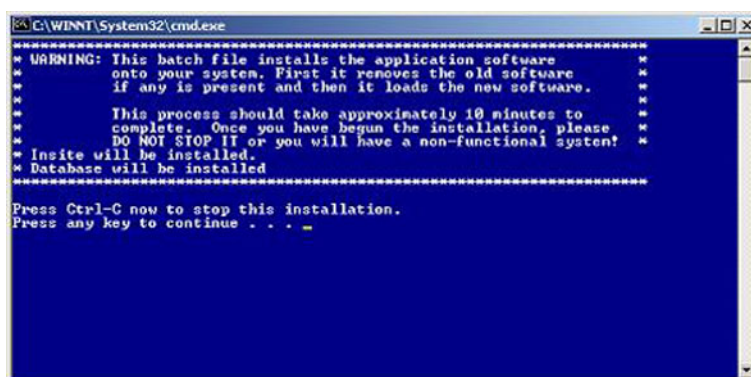 C:\WINNT\System32\cmd.exe
****************************************************************************
* WARNING: This batch file installs the application software *
* onto your system. First it removes the old software *
* if any is present and then it loads the new software. *
* *
* This process should take approximately 10 minutes to *
* complete. Once you have begun the installation, please *
* DO NOT STOP IT or you will have a non-functional system! *
* Insite will be installed.
* Database will be installed
****************************************************************************
Press Ctrl-C now to stop this installation.
Press any key to continue . . . _